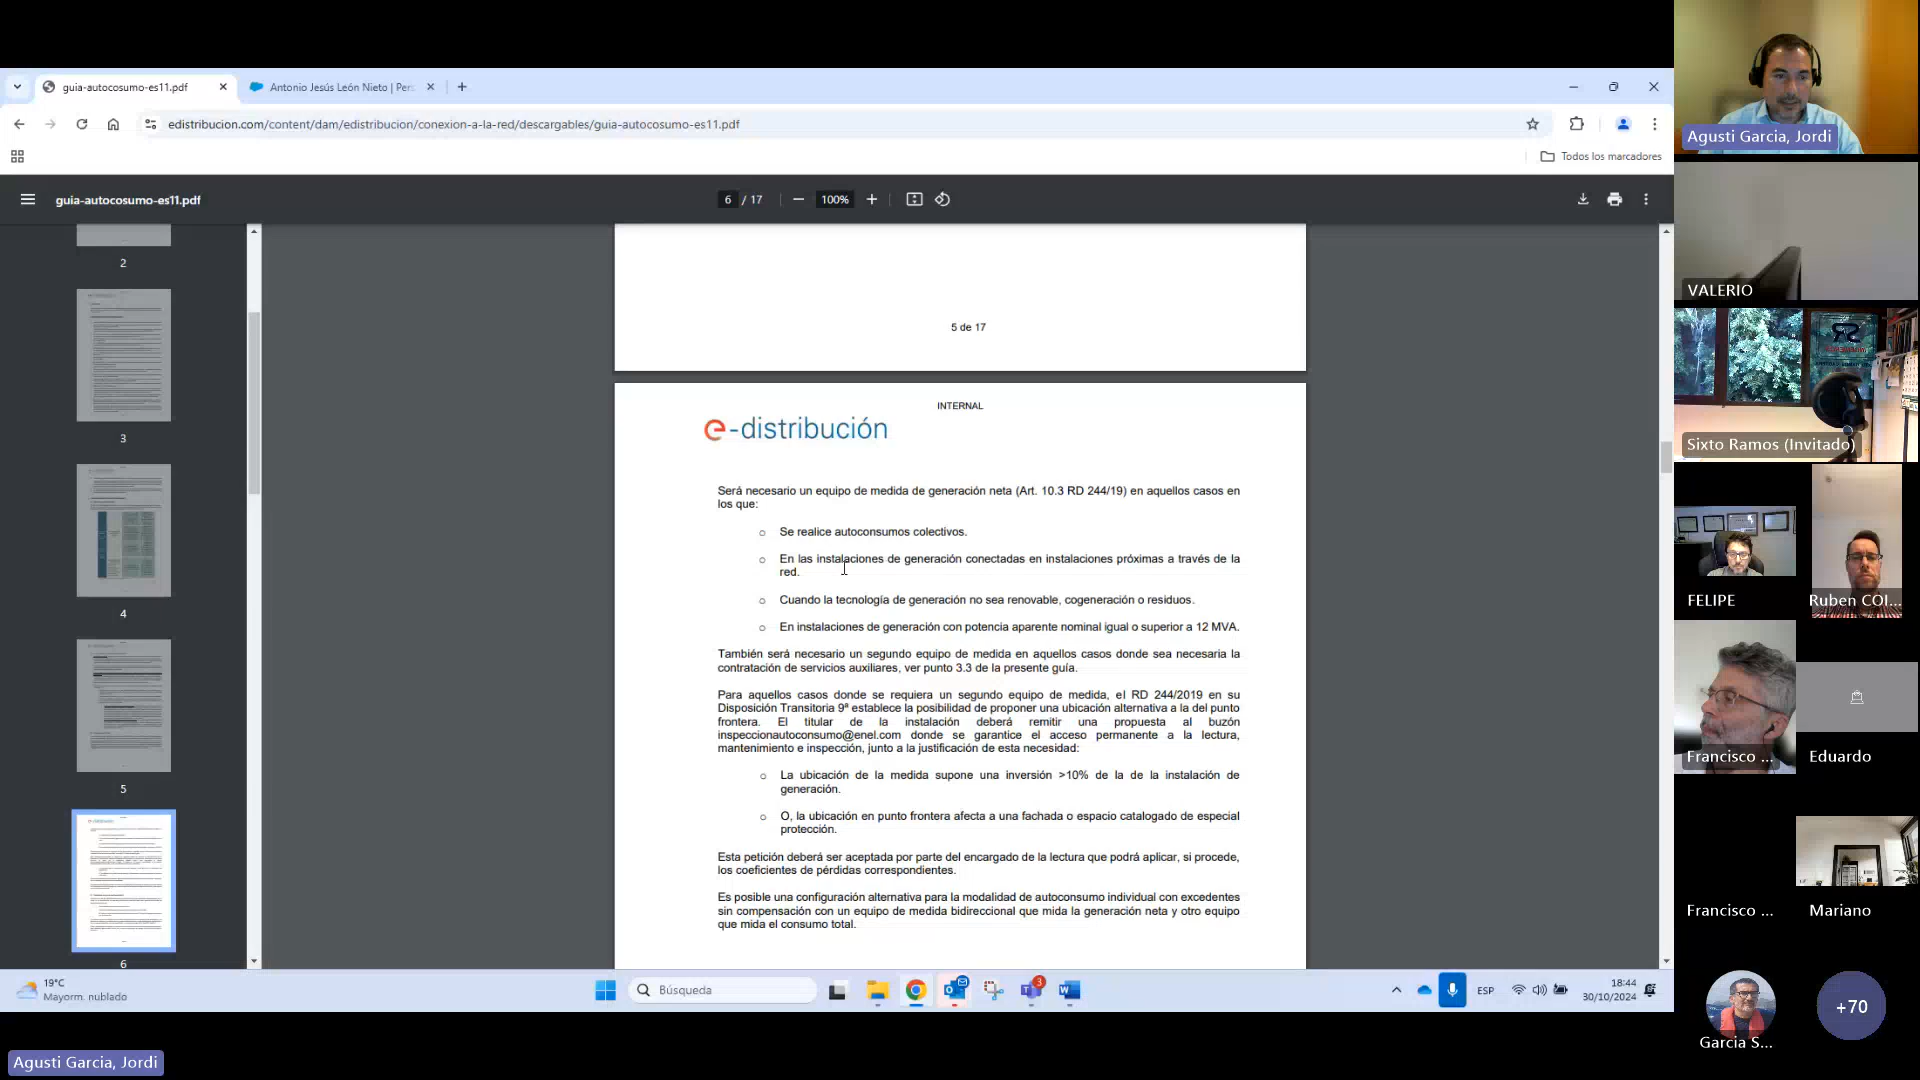 guia-autocosumo-es11.pdf
Antonio Jesús León Nieto | Per
edistribucion.com/content/dam/edistribucion/conexion-a-la-red/descargables/guia-autocosumo-es11.pdf
Todos los marcadores
guia-autocosumo-es11.pdf
6 / 17
100%
2
3
4
5
6
5 de 17
INTERNAL
e-distribución
Será necesario un equipo de medida de generación neta (Art. 10.3 RD 244/19) en aquellos casos en
los que:
o Se realice autoconsumos colectivos.
o En las instalaciones de generación conectadas en instalaciones próximas a través de la
red.
o Cuando la tecnología de generación no sea renovable, cogeneración o residuos.
o En instalaciones de generación con potencia aparente nominal igual o superior a 12 MVA.
También será necesario un segundo equipo de medida en aquellos casos donde sea necesaria la
contratación de servicios auxiliares, ver punto 3.3 de la presente guía.
Para aquellos casos donde se requiera un segundo equipo de medida, el RD 244/2019 en su
Disposición Transitoria 9ª establece la posibilidad de proponer una ubicación alternativa a la del punto
frontera. El titular de la instalación deberá remitir una propuesta al buzón
inspeccionautoconsumo@enel.com donde se garantice el acceso permanente a la lectura,
mantenimiento e inspección, junto a la justificación de esta necesidad:
o La ubicación de la medida supone una inversión >10% de la de la instalación de
generación.
o O, la ubicación en punto frontera afecta a una fachada o espacio catalogado de especial
protección.
Esta petición deberá ser aceptada por parte del encargado de la lectura que podrá aplicar, si procede,
los coeficientes de pérdidas correspondientes.
Es posible una configuración alternativa para la modalidad de autoconsumo individual con excedentes
sin compensación con un equipo de medida bidireccional que mida la generación neta y otro equipo
que mida el consumo total.
19°C
Mayorm. nublado
Búsqueda
3
ESP
18:44
30/10/2024
Agusti Garcia, Jordi
VALERIO
Sixto Ramos (Invitado)
FELIPE
Ruben COI...
Francisco ...
Eduardo
Francisco ...
Mariano
Garcia S...
+70
Agusti Garcia, Jordi